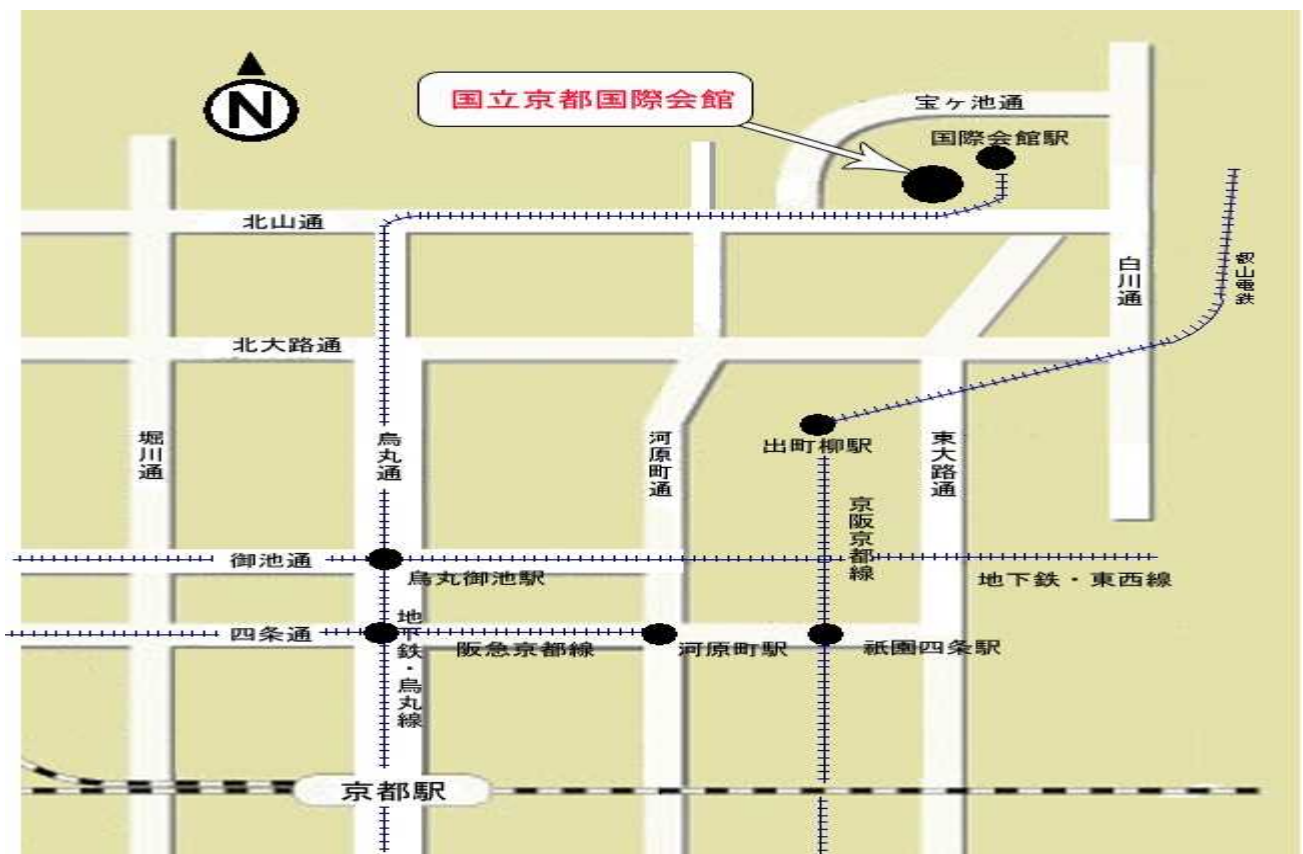 N
国立京都国際会館
宝ヶ池通
国際会館駅
北山通
白川通
叡山電鉄
北大路通
堀川通
烏丸通
河原町通
出町柳駅
東大路通
京阪京都線
御池通
烏丸御池駅
地下鉄・東西線
四条通
地下鉄・烏丸線
阪急京都線
河原町駅
祇園四条駅
京都駅